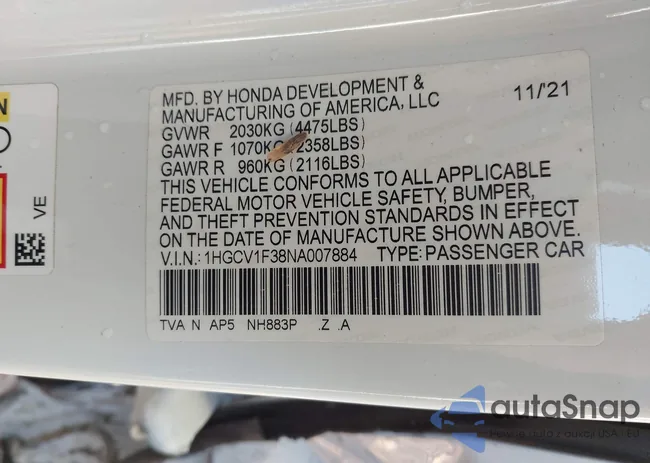 MFD. BY HONDA DEVELOPMENT &
MANUFACTURING OF AMERICA, LLC
11/'21
GVWR 2030KG (4475LBS)
GAWR F 1070KG (2358LBS)
GAWR R 960KG (2116LBS)
THIS VEHICLE CONFORMS TO ALL APPLICABLE
FEDERAL MOTOR VEHICLE SAFETY, BUMPER,
AND THEFT PREVENTION STANDARDS IN EFFECT
ON THE DATE OF MANUFACTURE SHOWN ABOVE.
V.I.N.: 1HGCV1F38NA007884 TYPE: PASSENGER CAR
TVA N AP5 NH883P .Z .A
VE
autaSnap